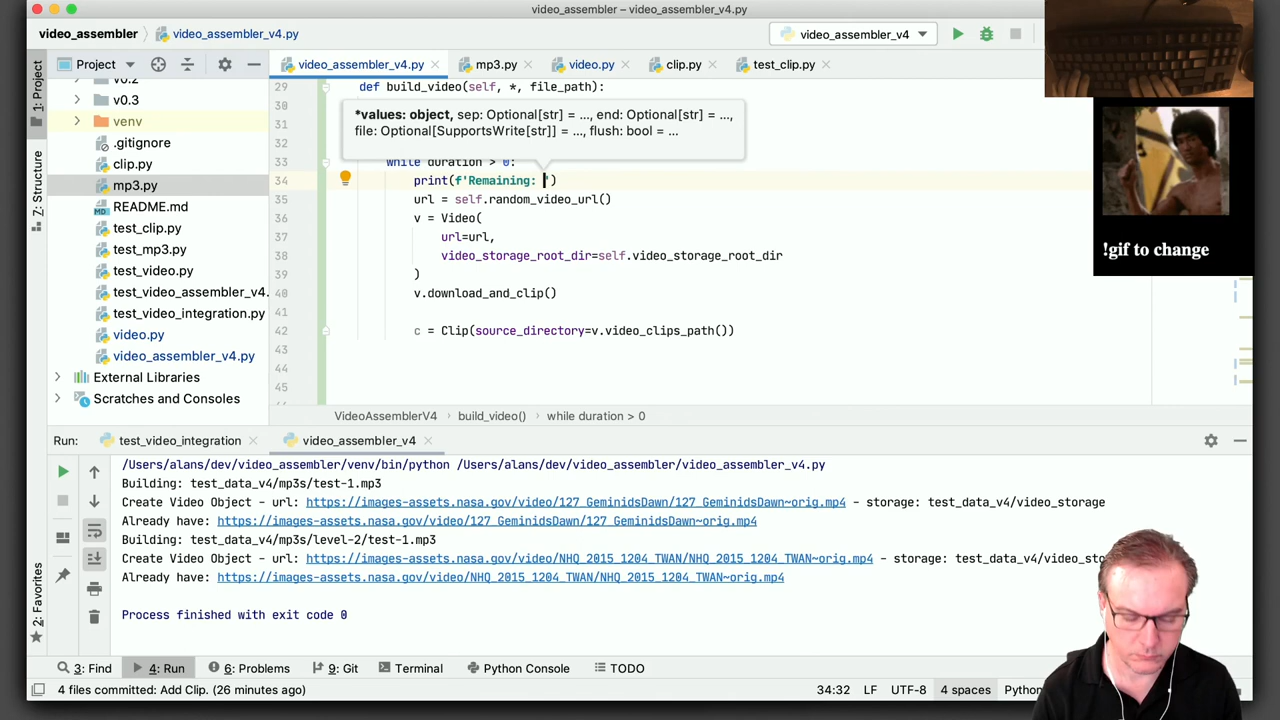 video_assembler – video_assembler_v4.py
video_assembler
video_assembler_v4.py
video_assembler_v4
Project
video_assembler_v4.py
mp3.py
video.py
clip.py
test_clip.py
1: Project
Z: Structure
2: Favorites
v0.2
v0.3
venv
.gitignore
clip.py
mp3.py
README.md
test_clip.py
test_mp3.py
test_video.py
test_video_assembler_v4.
test_video_integration.py
video.py
video_assembler_v4.py
External Libraries
Scratches and Consoles
29 def build_video(self, *, file_path):
30
*values: object, sep: Optional[str] = ..., end: Optional[str] = ...,
31
file: Optional[SupportsWrite[str]] = ..., flush: bool = ...
32
33 while duration > 0:
34 print(f'Remaining: ')
35 url = self.random_video_url()
36 v = Video(
37 url=url,
38 video_storage_root_dir=self.video_storage_root_dir
39 )
40 v.download_and_clip()
41
42 c = Clip(source_directory=v.video_clips_path())
43
44
45
VideoAssemblerV4 build_video() while duration > 0
!gif to change
Run: test_video_integration video_assembler_v4
/Users/alans/dev/video_assembler/venv/bin/python /Users/alans/dev/video_assembler/video_assembler_v4.py
Building: test_data_v4/mp3s/test-1.mp3
Create Video Object - url: https://images-assets.nasa.gov/video/127_GeminidsDawn/127_GeminidsDawn~orig.mp4 - storage: test_data_v4/video_storage
Already have: https://images-assets.nasa.gov/video/127_GeminidsDawn/127_GeminidsDawn~orig.mp4
Building: test_data_v4/mp3s/level-2/test-1.mp3
Create Video Object - url: https://images-assets.nasa.gov/video/NHQ_2015_1204_TWAN/NHQ_2015_1204_TWAN~orig.mp4 - storage: test_data_v4/video_sto
Already have: https://images-assets.nasa.gov/video/NHQ_2015_1204_TWAN/NHQ_2015_1204_TWAN~orig.mp4
Process finished with exit code 0
3: Find 4: Run 6: Problems 9: Git Terminal Python Console TODO
4 files committed: Add Clip. (26 minutes ago) 34:32 LF UTF-8 4 spaces Python